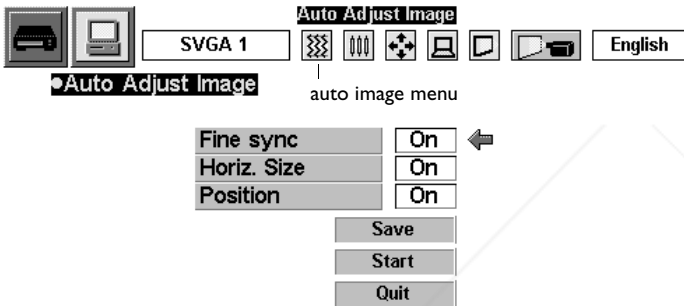 Auto Adjust Image
SVGA 1 English
●Auto Adjust Image
auto image menu
Fine sync On
Horiz. Size On
Position On
Save
Start
Quit